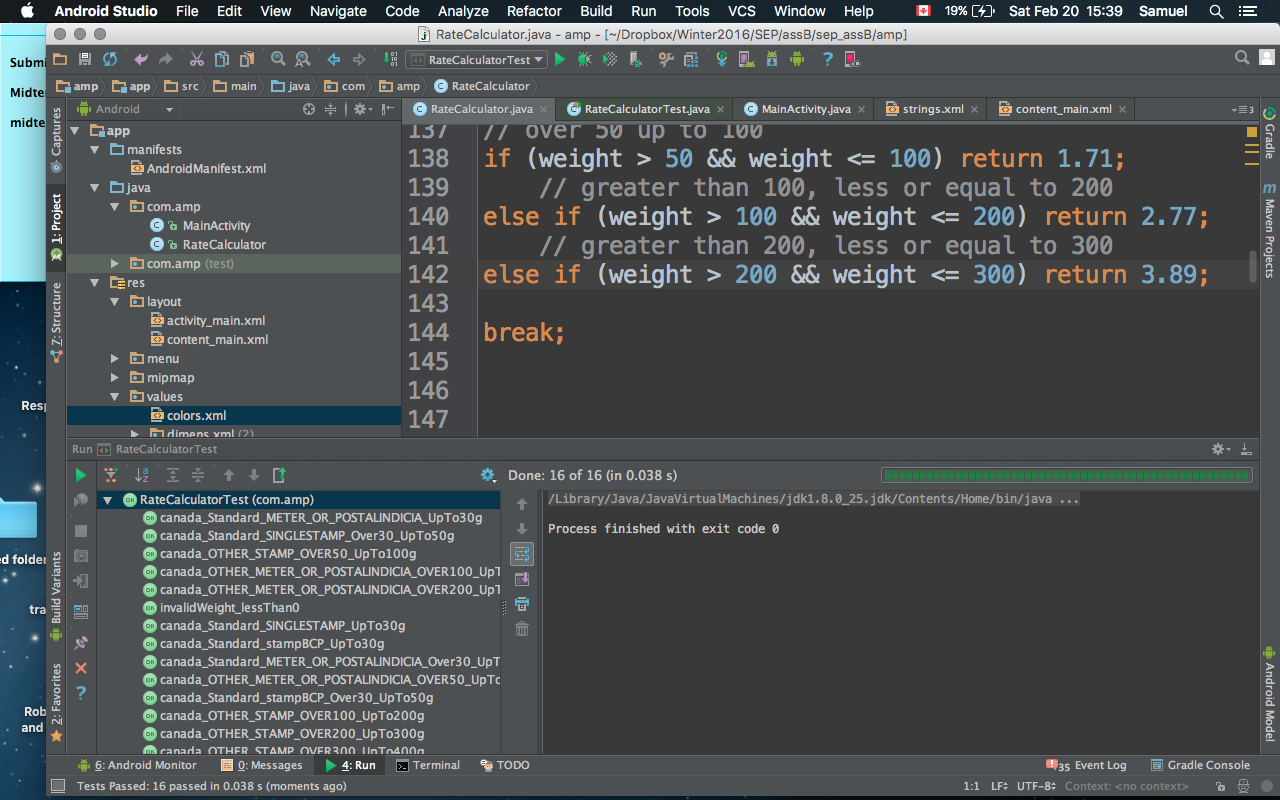 Android Studio File Edit View Navigate Code Analyze Refactor Build Run Tools VCS Window Help 19% Sat Feb 20 15:39 Samuel
RateCalculator.java - amp - [~/Dropbox/Winter2016/SEP/assB/sep_assB/amp]
RateCalculatorTest
amp app src main java com amp RateCalculator
Submi
Midte
midte
Resp
ed folder
tra
Rob
and
Captures
1: Project
Z: Structure
Build Variants
2: Favorites
Android
app
manifests
AndroidManifest.xml
java
com.amp
MainActivity
RateCalculator
com.amp (test)
res
layout
activity_main.xml
content_main.xml
menu
mipmap
values
colors.xml
dimens.xml (2)
RateCalculator.java RateCalculatorTest.java MainActivity.java strings.xml content_main.xml 3
137 // over 50 up to 100
138 if (weight > 50 && weight <= 100) return 1.71;
139 // greater than 100, less or equal to 200
140 else if (weight > 100 && weight <= 200) return 2.77;
141 // greater than 200, less or equal to 300
142 else if (weight > 200 && weight <= 300) return 3.89;
143
144 break;
145
146
147
Gradle
Maven Projects
Android Model
Run RateCalculatorTest
Done: 16 of 16 (in 0.038 s)
RateCalculatorTest (com.amp)
canada_Standard_METER_OR_POSTALINDICIA_UpTo30g
canada_Standard_SINGLESTAMP_Over30_UpTo50g
canada_OTHER_STAMP_OVER50_UpTo100g
canada_OTHER_METER_OR_POSTALINDICIA_OVER100_UpT
canada_OTHER_METER_OR_POSTALINDICIA_OVER200_UpT
invalidWeight_lessThan0
canada_Standard_SINGLESTAMP_UpTo30g
canada_Standard_stampBCP_UpTo30g
canada_Standard_METER_OR_POSTALINDICIA_Over30_UpT
canada_OTHER_METER_OR_POSTALINDICIA_OVER50_UpTo
canada_Standard_stampBCP_Over30_UpTo50g
canada_OTHER_STAMP_OVER100_UpTo200g
canada_OTHER_STAMP_OVER200_UpTo300g
canada_OTHER_STAMP_OVER300_UpTo400g
/Library/Java/JavaVirtualMachines/jdk1.8.0_25.jdk/Contents/Home/bin/java ...
Process finished with exit code 0
6: Android Monitor 0: Messages 4: Run Terminal TODO 35 Event Log Gradle Console
Tests Passed: 16 passed in 0.038 s (moments ago) 1:1 LF UTF-8 Context: <no context>